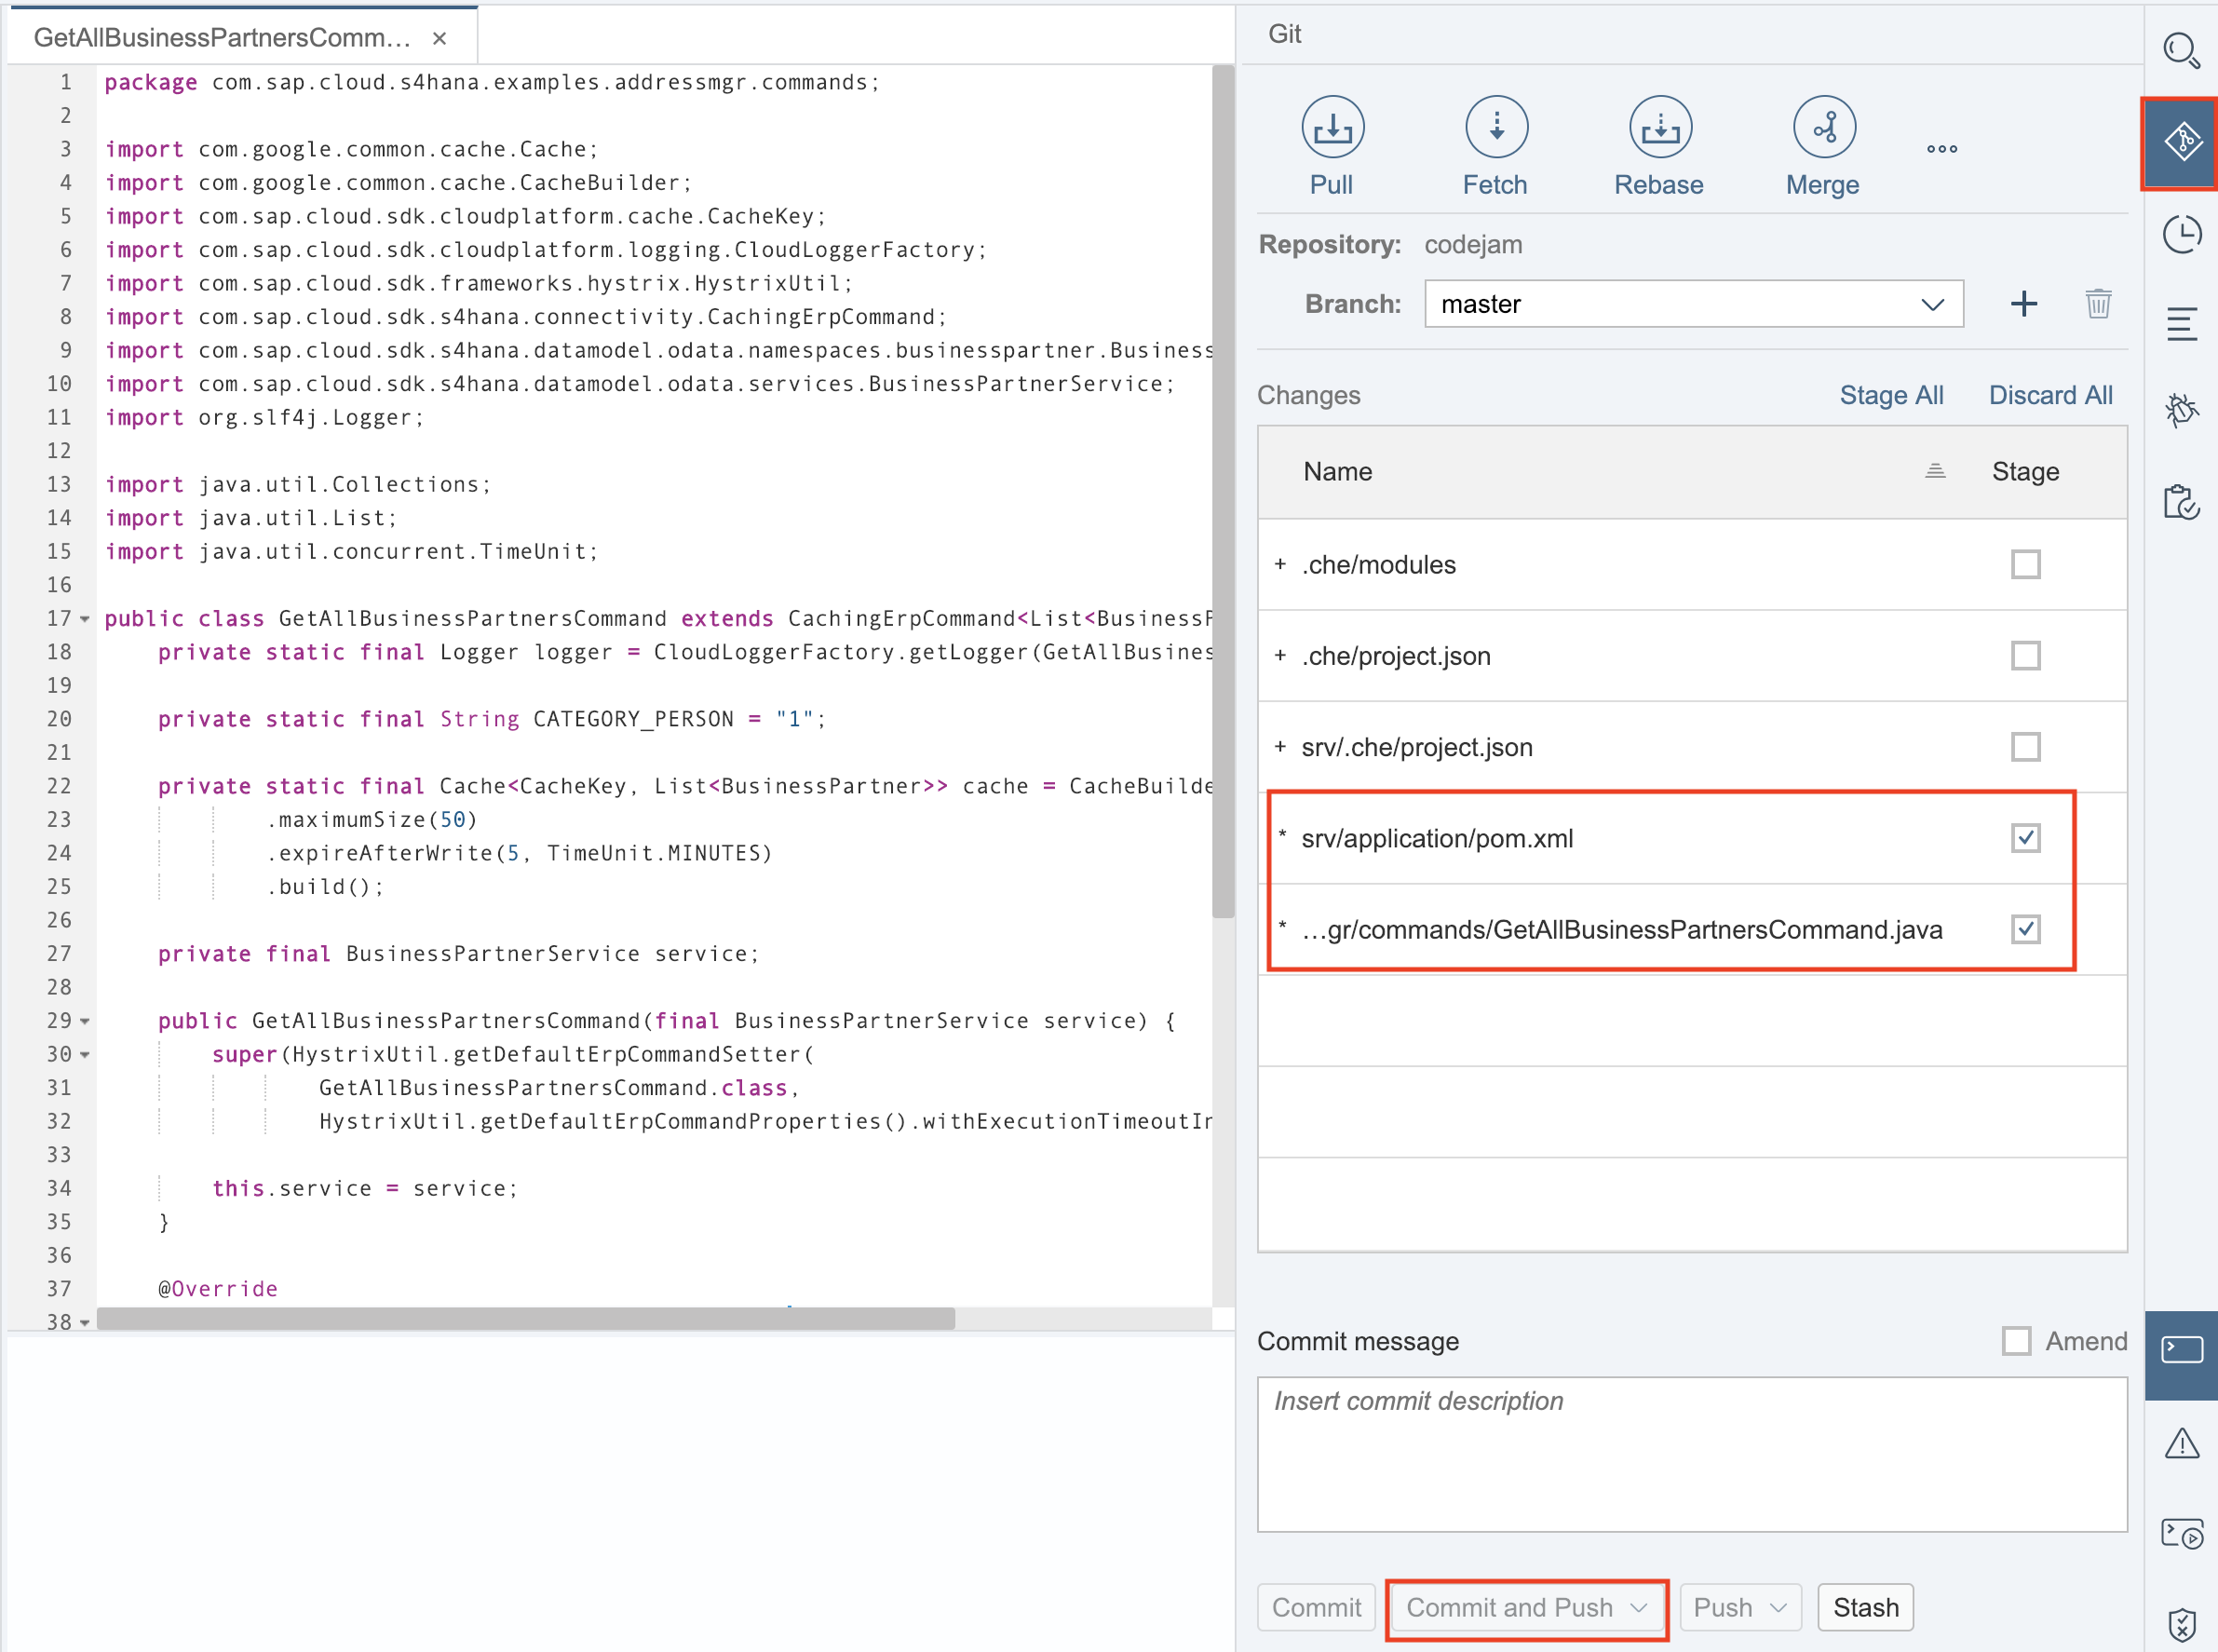 GetAllBusinessPartnersComm... ×
1 package com.sap.cloud.s4hana.examples.addressmgr.commands;
2
3 import com.google.common.cache.Cache;
4 import com.google.common.cache.CacheBuilder;
5 import com.sap.cloud.sdk.cloudplatform.cache.CacheKey;
6 import com.sap.cloud.sdk.cloudplatform.logging.CloudLoggerFactory;
7 import com.sap.cloud.sdk.frameworks.hystrix.HystrixUtil;
8 import com.sap.cloud.sdk.s4hana.connectivity.CachingErpCommand;
9 import com.sap.cloud.sdk.s4hana.datamodel.odata.namespaces.businesspartner.Business
10 import com.sap.cloud.sdk.s4hana.datamodel.odata.services.BusinessPartnerService;
11 import org.slf4j.Logger;
12
13 import java.util.Collections;
14 import java.util.List;
15 import java.util.concurrent.TimeUnit;
16
17 public class GetAllBusinessPartnersCommand extends CachingErpCommand<List<BusinessP
18 private static final Logger logger = CloudLoggerFactory.getLogger(GetAllBusines
19
20 private static final String CATEGORY_PERSON = "1";
21
22 private static final Cache<CacheKey, List<BusinessPartner>> cache = CacheBuilde
23 .maximumSize(50)
24 .expireAfterWrite(5, TimeUnit.MINUTES)
25 .build();
26
27 private final BusinessPartnerService service;
28
29 public GetAllBusinessPartnersCommand(final BusinessPartnerService service) {
30 super(HystrixUtil.getDefaultErpCommandSetter(
31 GetAllBusinessPartnersCommand.class,
32 HystrixUtil.getDefaultErpCommandProperties().withExecutionTimeoutIn
33
34 this.service = service;
35 }
36
37 @Override
38
Git
Pull Fetch Rebase Merge
Repository: codejam
Branch: master
Changes Stage All Discard All
Name Stage
+ .che/modules
+ .che/project.json
+ srv/.che/project.json
* srv/application/pom.xml
* ...gr/commands/GetAllBusinessPartnersCommand.java
Commit message Amend
Insert commit description
Commit Commit and Push Push Stash